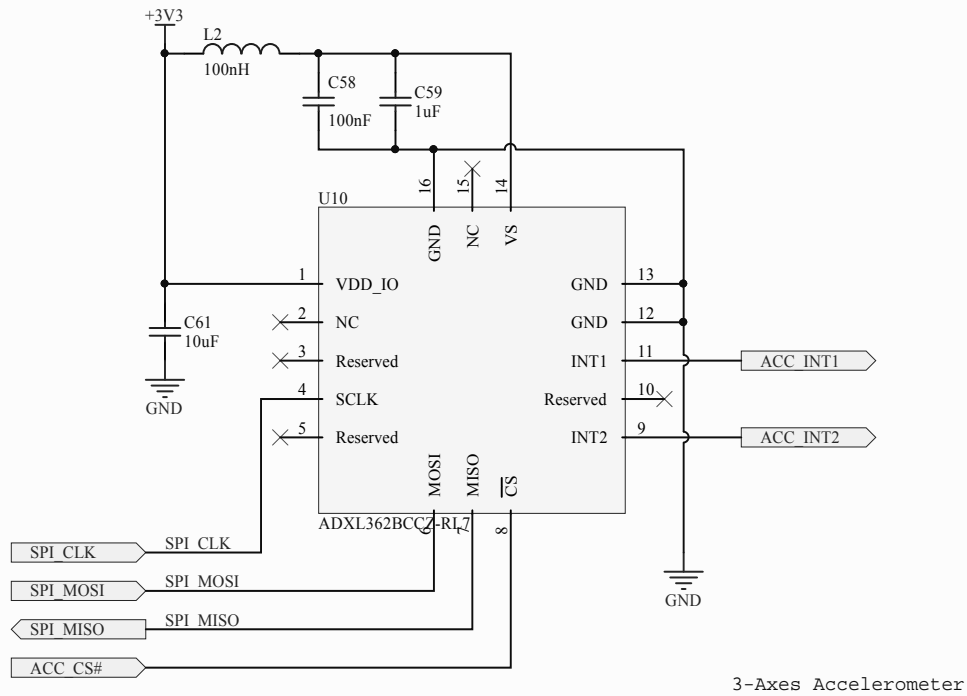 +3V3
L2
100nH
C58
100nF
C59
1uF
16
15
14
U10
GND
NC
VS
1
VDD_IO
GND
13
2
NC
GND
12
C61
10uF
3
Reserved
INT1
11
ACC_INT1
GND
4
SCLK
Reserved
10
5
Reserved
INT2
9
ACC_INT2
MOSI
MISO
CS
ADXL362BCCZ-RL7
6
7
8
SPI_CLK
SPI_CLK
SPI_MOSI
SPI_MOSI
GND
SPI_MISO
SPI_MISO
ACC_CS#
3-Axes Accelerometer